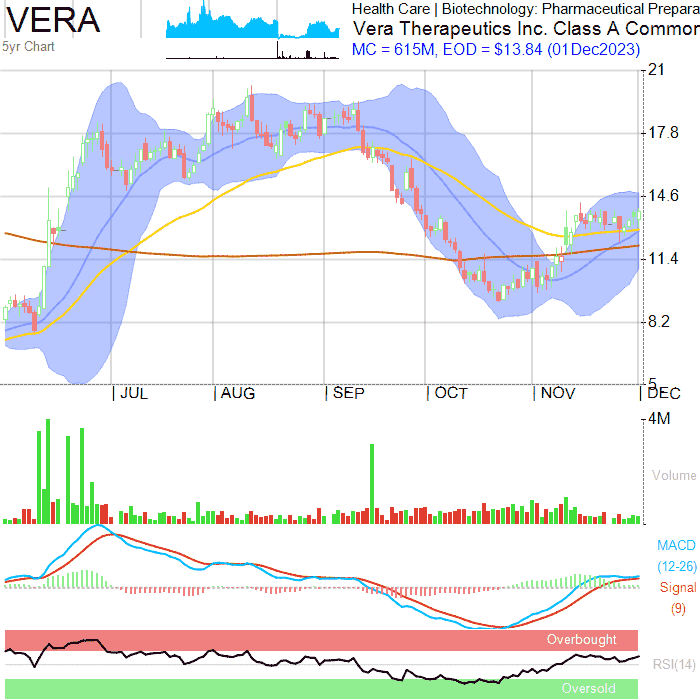 VERA
5yr Chart
Health Care | Biotechnology: Pharmaceutical Prepara
Vera Therapeutics Inc. Class A Common
MC = 615M, EOD = $13.84 (01Dec2023)
21
17.8
14.6
11.4
8.2
5
JUL
AUG
SEP
OCT
NOV
DEC
4M
Volume
MACD
(12-26)
Signal
(9)
Overbought
RSI(14)
Oversold